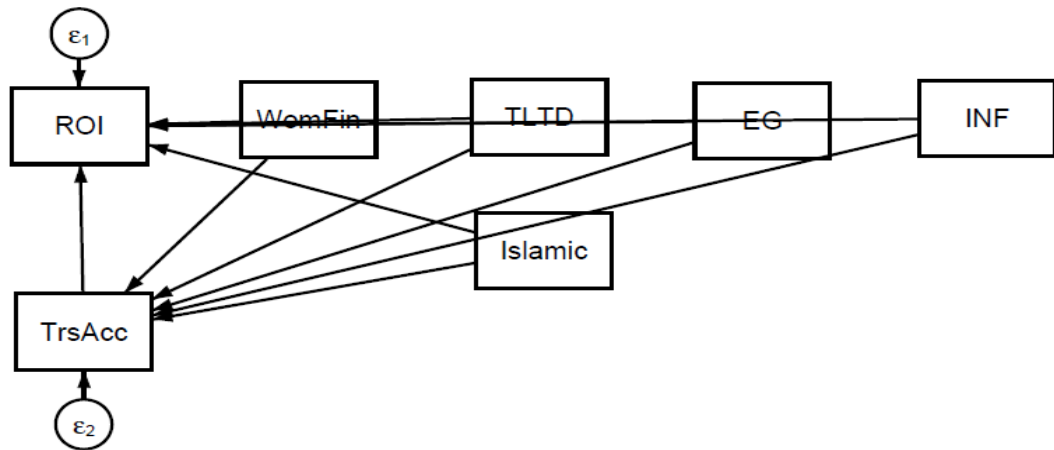 ε1
ROI
WomFin
TLTD
EG
INF
Islamic
TrsAcc
ε2